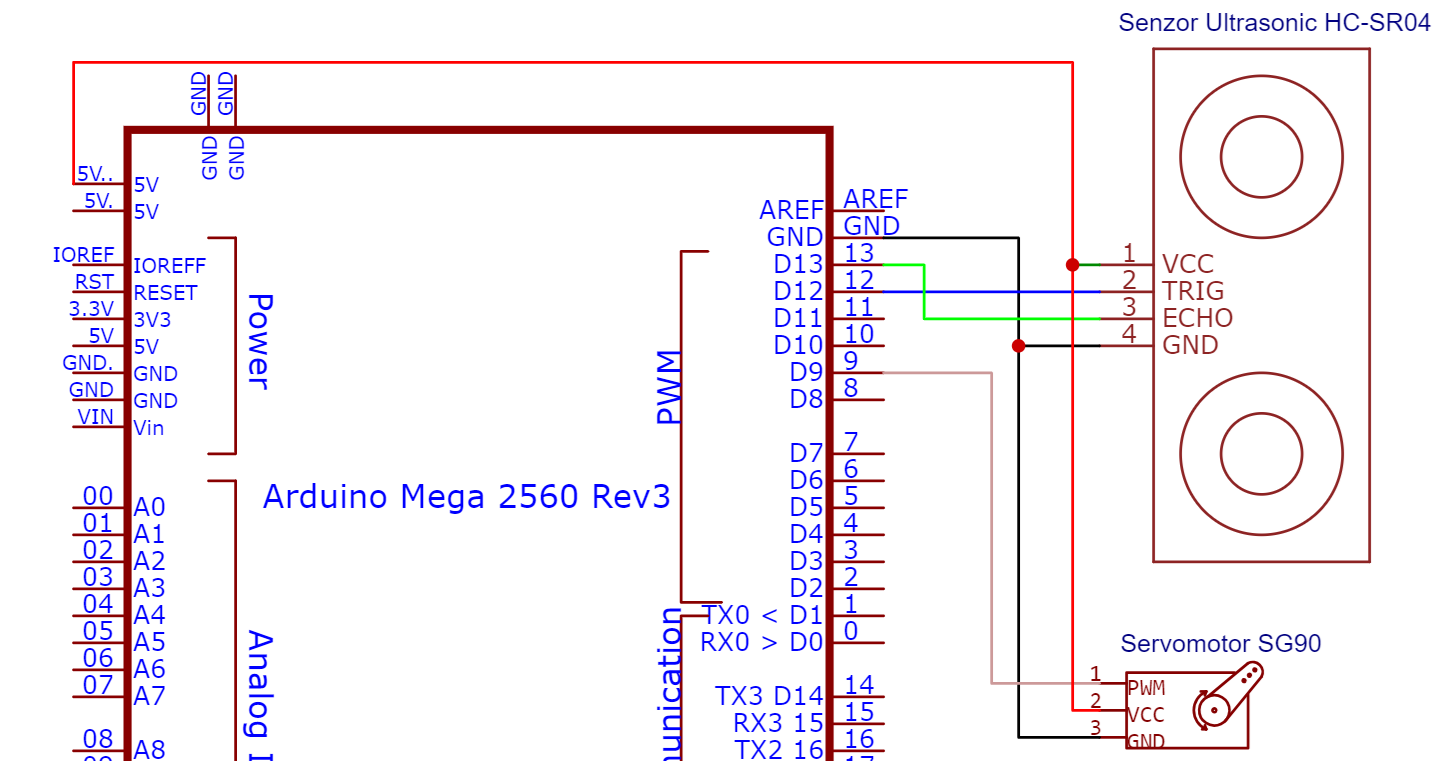 Senzor Ultrasonic HC-SR04
GND
GND
GND
GND
5V..
5V
5V.
5V
IOREF
IOREFF
RST
RESET
3.3V
3V3
5V
5V
GND.
GND
GND
GND
VIN
Vin
Power
00
A0
01
A1
02
A2
03
A3
04
A4
05
A5
06
A6
07
A7
08
A8
Analog I
Arduino Mega 2560 Rev3
PWM
unication
AREF
AREF
GND
GND
D13
13
D12
12
D11
11
D10
10
D9
9
D8
8
D7
7
D6
6
D5
5
D4
4
D3
3
D2
2
TX0 < D1
1
RX0 > D0
0
TX3 D14
14
RX3 15
15
TX2 16
16
1
VCC
2
TRIG
3
ECHO
4
GND
Servomotor SG90
1
PWM
2
VCC
3
GND